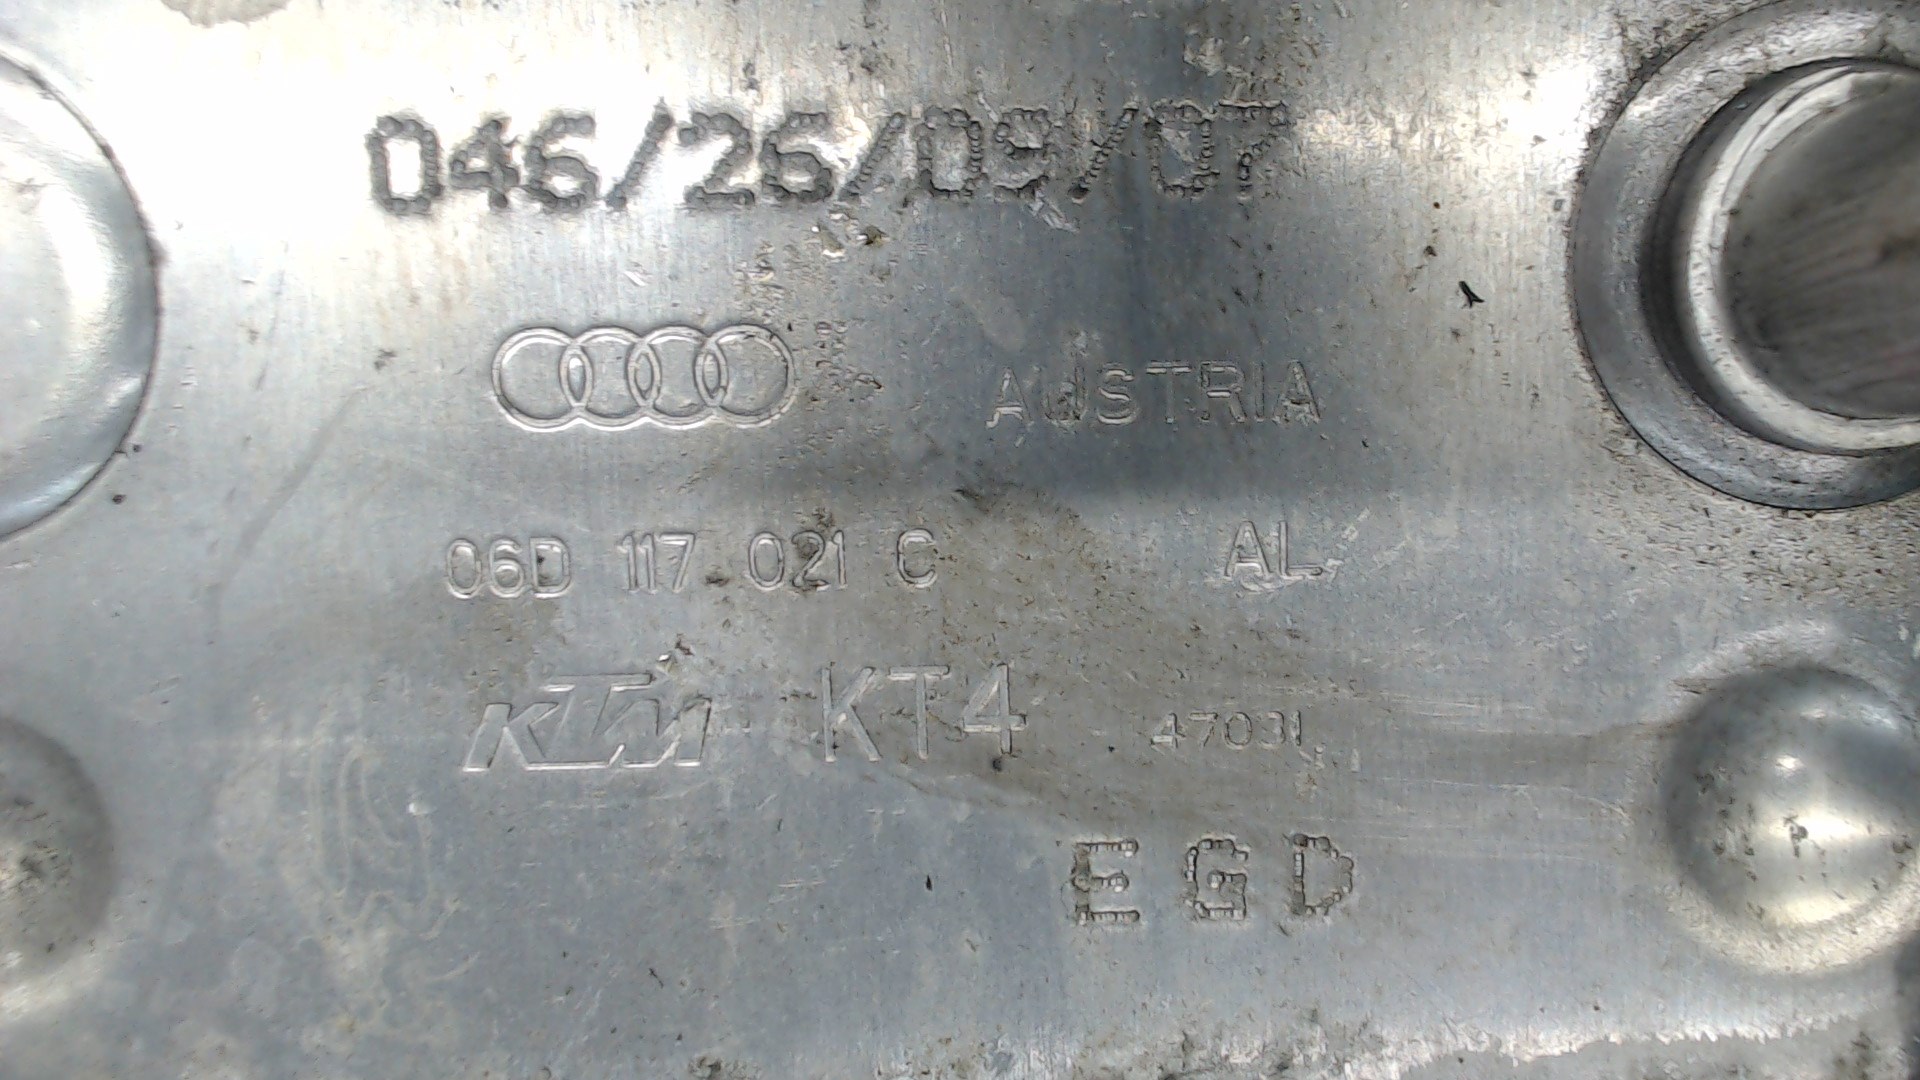 046/26/09/07
AUSTRIA
06D 117 021 C AL
KTM KT4 47031
EGD